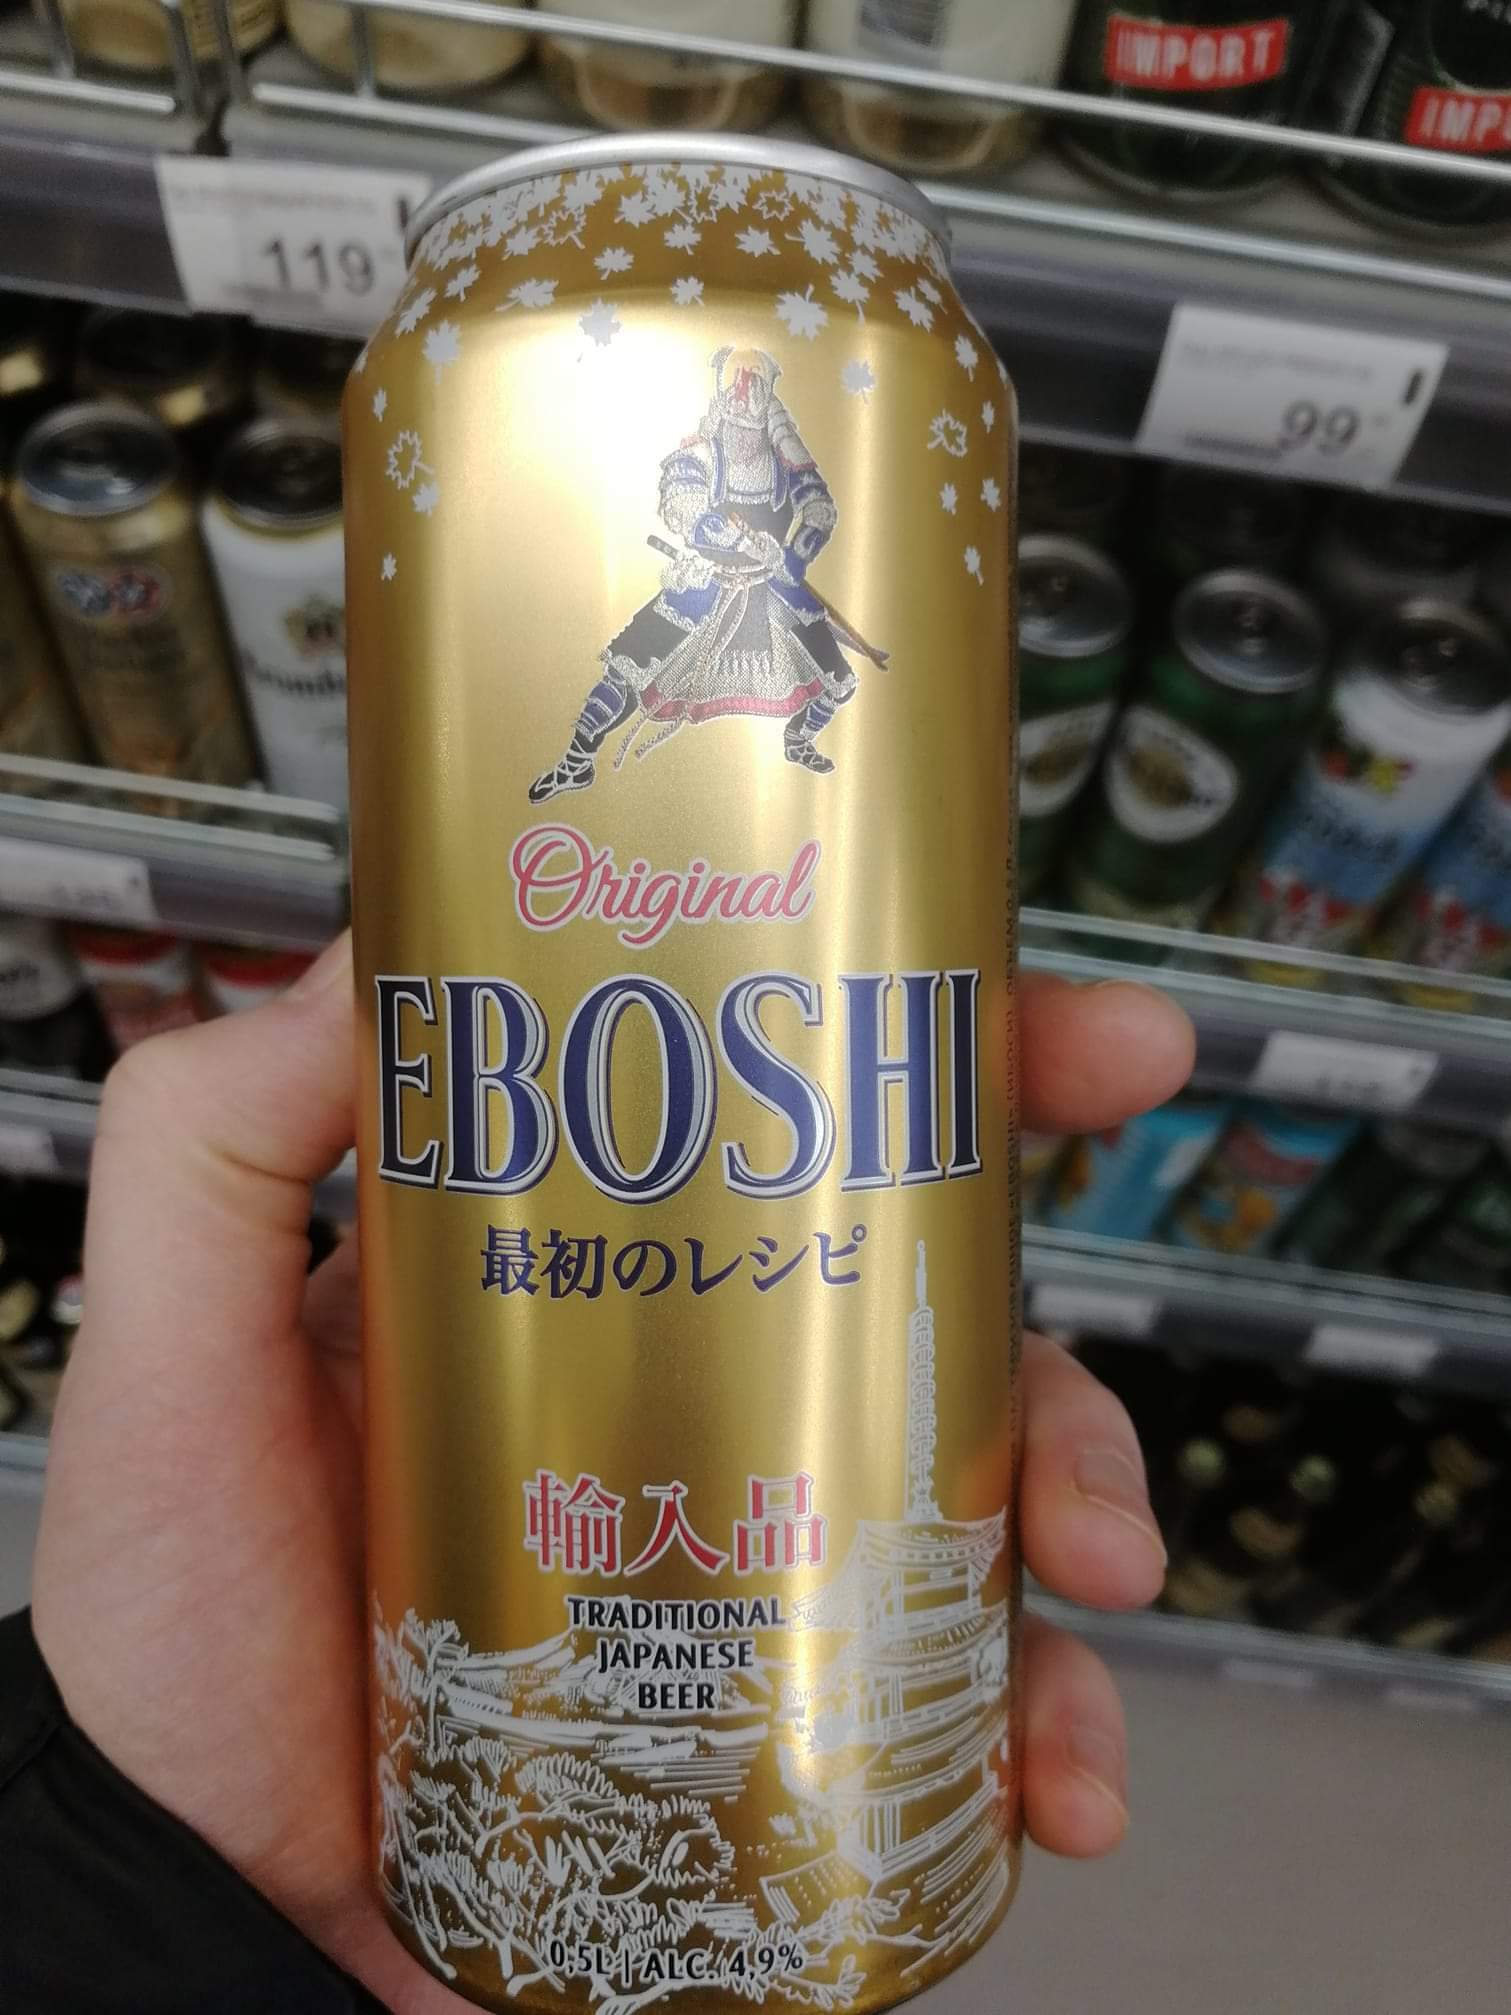 IMPORT
IMP
119
99
Original
EBOSHI
最初のレシピ
輸入品
TRADITIONAL
JAPANESE
BEER
0,5L | ALC. 4,9%